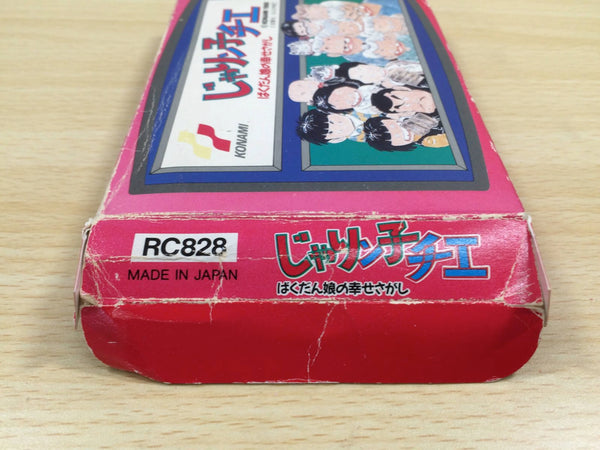 じゃリン子チエ
ばくだん娘の幸せさがし
KONAMI
RC828
MADE IN JAPAN
じゃリン子チエ
ばくだん娘の幸せさがし